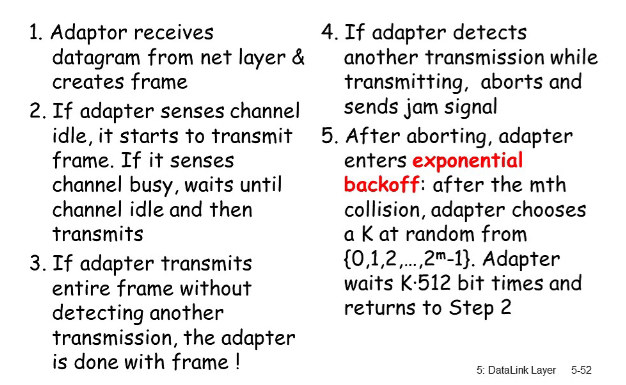 1. Adaptor receives
datagram from net layer &
creates frame
2. If adapter senses channel
idle, it starts to transmit
frame. If it senses
channel busy, waits until
channel idle and then
transmits
3. If adapter transmits
entire frame without
detecting another
transmission, the adapter
is done with frame !
4. If adapter detects
another transmission while
transmitting, aborts and
sends jam signal
5. After aborting, adapter
enters exponential
backoff: after the mth
collision, adapter chooses
a K at random from
{0,1,2,…,2ᵐ-1}. Adapter
waits K·512 bit times and
returns to Step 2
5: DataLink Layer 5-52